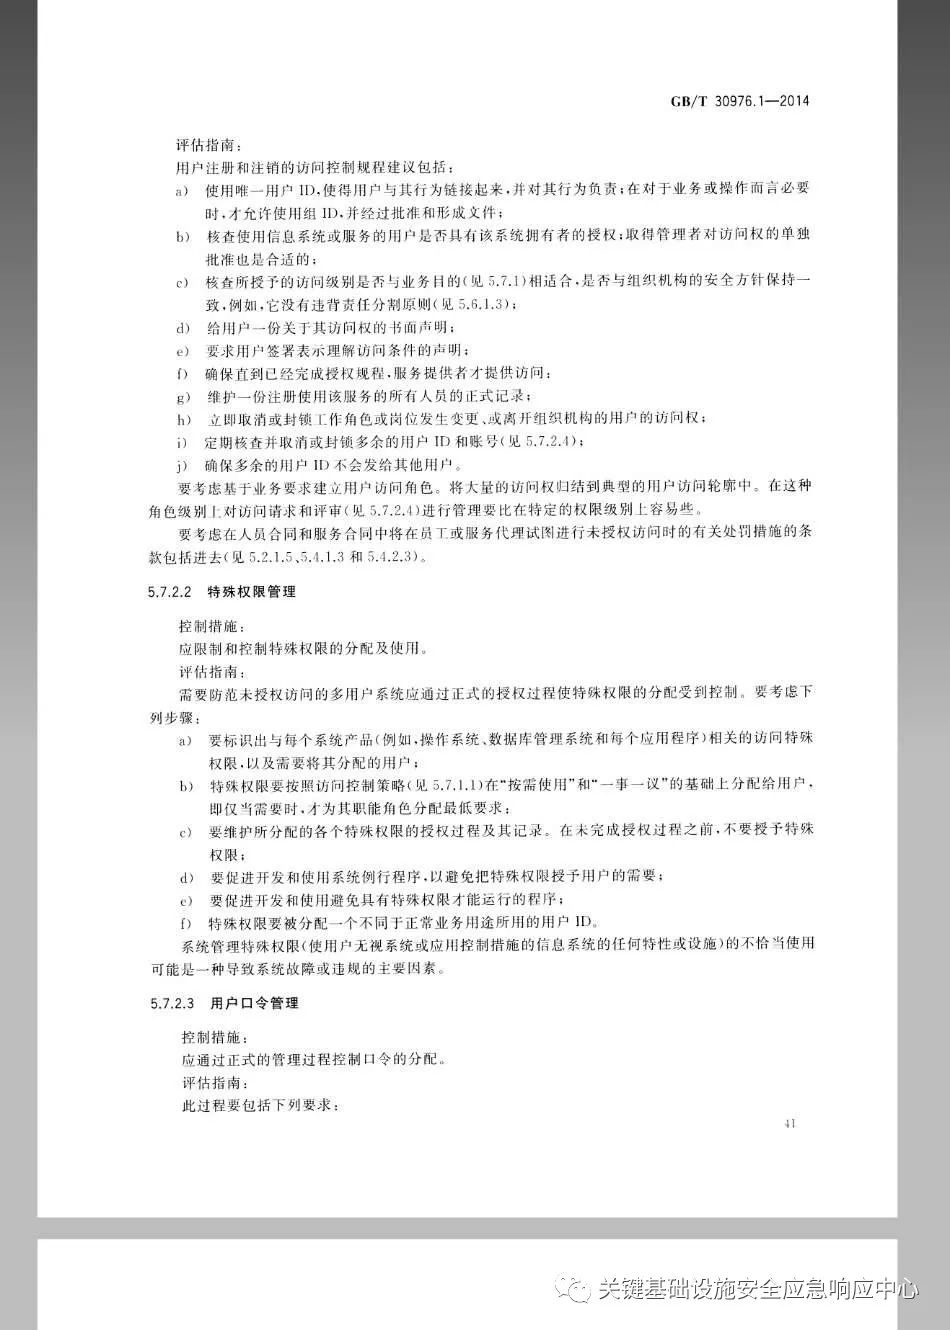 GB/T 30976.1—2014
评估指南:
用户注册和注销的访问控制规程建议包括:
a) 使用唯一用户 ID,使得用户与其行为链接起来,并对其行为负责;在对于业务或操作而言必要
时,才允许使用组 ID,并经过批准和形成文件;
b) 核查使用信息系统或服务的用户是否具有该系统拥有者的授权;取得管理者对访问权的单独
批准也是合适的;
c) 核查所授予的访问级别是否与业务目的(见 5.7.1)相适合,是否与组织机构的安全方针保持一
致,例如,它没有违背责任分割原则(见 5.6.1.3);
d) 给用户一份关于其访问权的书面声明;
e) 要求用户签署表示理解访问条件的声明;
f) 确保直到已经完成授权规程,服务提供者才提供访问;
g) 维护一份注册使用该服务的所有人员的正式记录;
h) 立即取消或封锁工作角色或岗位发生变更、或离开组织机构的用户的访问权;
i) 定期核查并取消或封锁多余的用户 ID 和账号(见 5.7.2.4);
j) 确保多余的用户 ID 不会发给其他用户。
要考虑基于业务要求建立用户访问角色。将大量的访问权归结到典型的用户访问轮廓中。在这种
角色级别上对访问请求和评审(见 5.7.2.4)进行管理要比在特定的权限级别上容易些。
要考虑在人员合同和服务合同中将在员工或服务代理试图进行未授权访问时的有关处罚措施的条
款包括进去(见 5.2.1.5、5.4.1.3 和 5.4.2.3)。
5.7.2.2 特殊权限管理
控制措施:
应限制和控制特殊权限的分配及使用。
评估指南:
需要防范未授权访问的多用户系统应通过正式的授权过程使特殊权限的分配受到控制。要考虑下
列步骤:
a) 要标识出与每个系统产品(例如,操作系统、数据库管理系统和每个应用程序)相关的访问特殊
权限,以及需要将其分配的用户;
b) 特殊权限要按照访问控制策略(见 5.7.1.1)在“按需使用”和“一事一议”的基础上分配给用户,
即仅当需要时,才为其职能角色分配最低要求;
c) 要维护所分配的各个特殊权限的授权过程及其记录。在未完成授权过程之前,不要授予特殊
权限;
d) 要促进开发和使用系统例行程序,以避免把特殊权限授予用户的需要;
e) 要促进开发和使用避免具有特殊权限才能运行的程序;
f) 特殊权限要被分配一个不同于正常业务用途所用的用户 ID。
系统管理特殊权限(使用户无视系统或应用控制措施的信息系统的任何特性或设施)的不恰当使用
可能是一种导致系统故障或违规的主要因素。
5.7.2.3 用户口令管理
控制措施:
应通过正式的管理过程控制口令的分配。
评估指南:
此过程要包括下列要求:
41
关键基础设施安全应急响应中心